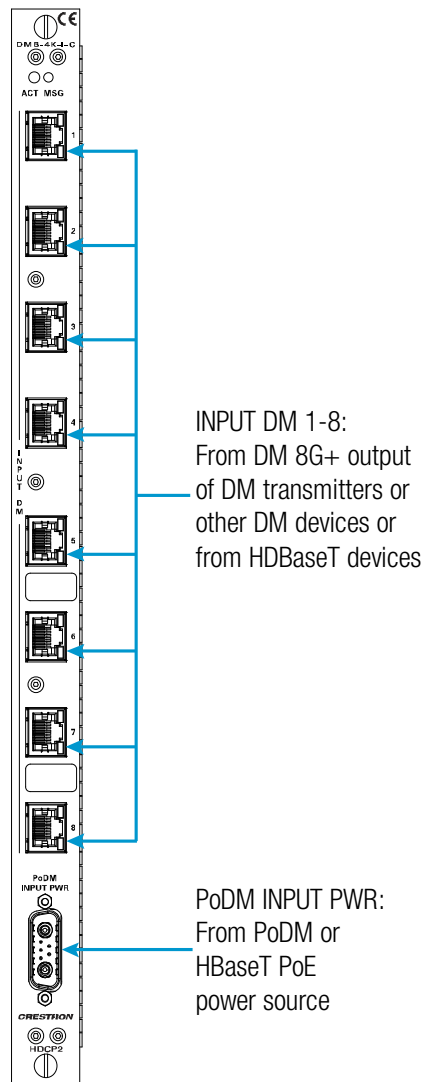 CE
DMB-4K-I-C
ACT MSG
1
2
3
4
INPUT DM
5
6
7
8
INPUT DM 1-8:
From DM 8G+ output
of DM transmitters or
other DM devices or
from HDBaseT devices
PoDM
INPUT PWR
PoDM INPUT PWR:
From PoDM or
HBaseT PoE
power source
CRESTRON
HDCP2